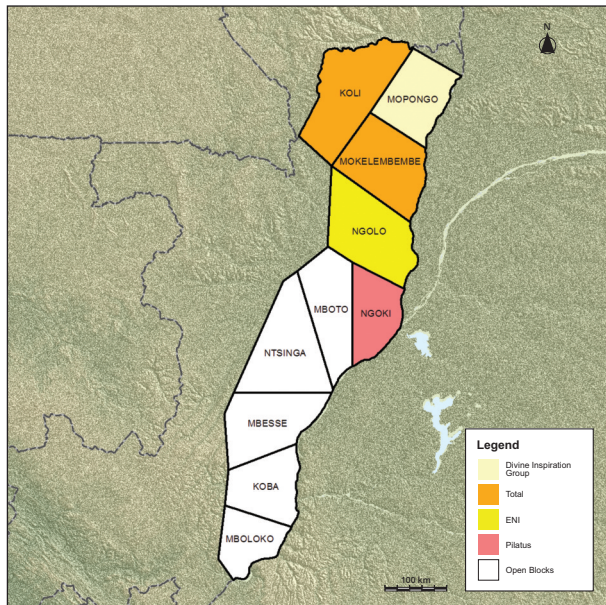 N
KOLI
MOPONGO
MOKELEMBEMBE
NGOLO
MBOTO
NGOKI
NTSINGA
MBESSE
KOBA
MBOLOKO
Legend
Divine Inspiration
Group
Total
ENI
Pilatus
Open Blocks
100 km